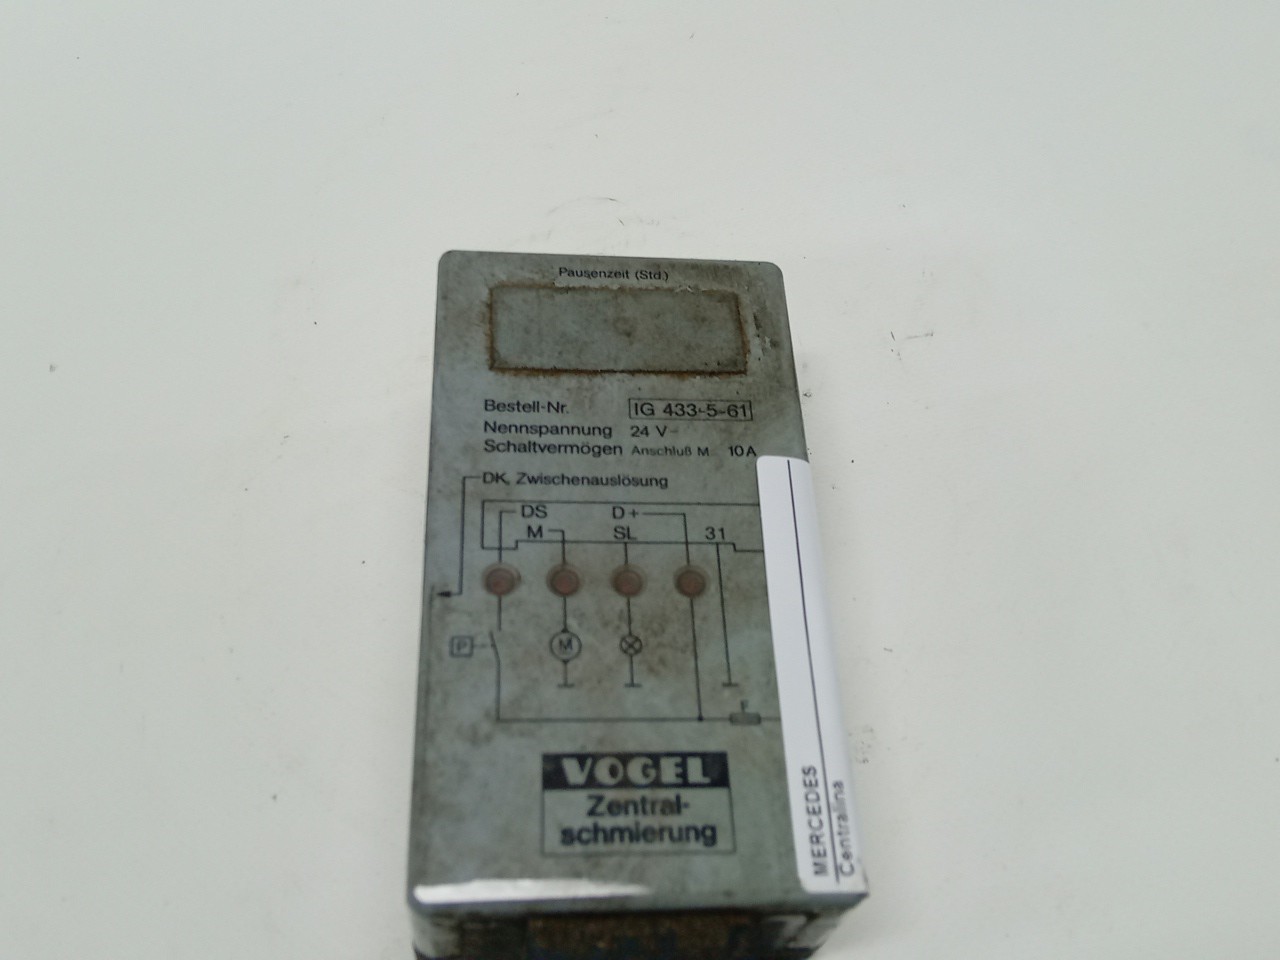 Pausenzeit (Std.)
Bestell-Nr. IG 433-5-61
Nennspannung 24 V-
Schaltvermögen Anschluß M 10A
DK, Zwischenauslösung
DS D+
M SL 31
P M F
VOGEL
Zentral-
schmierung
MERCEDES
Centralina